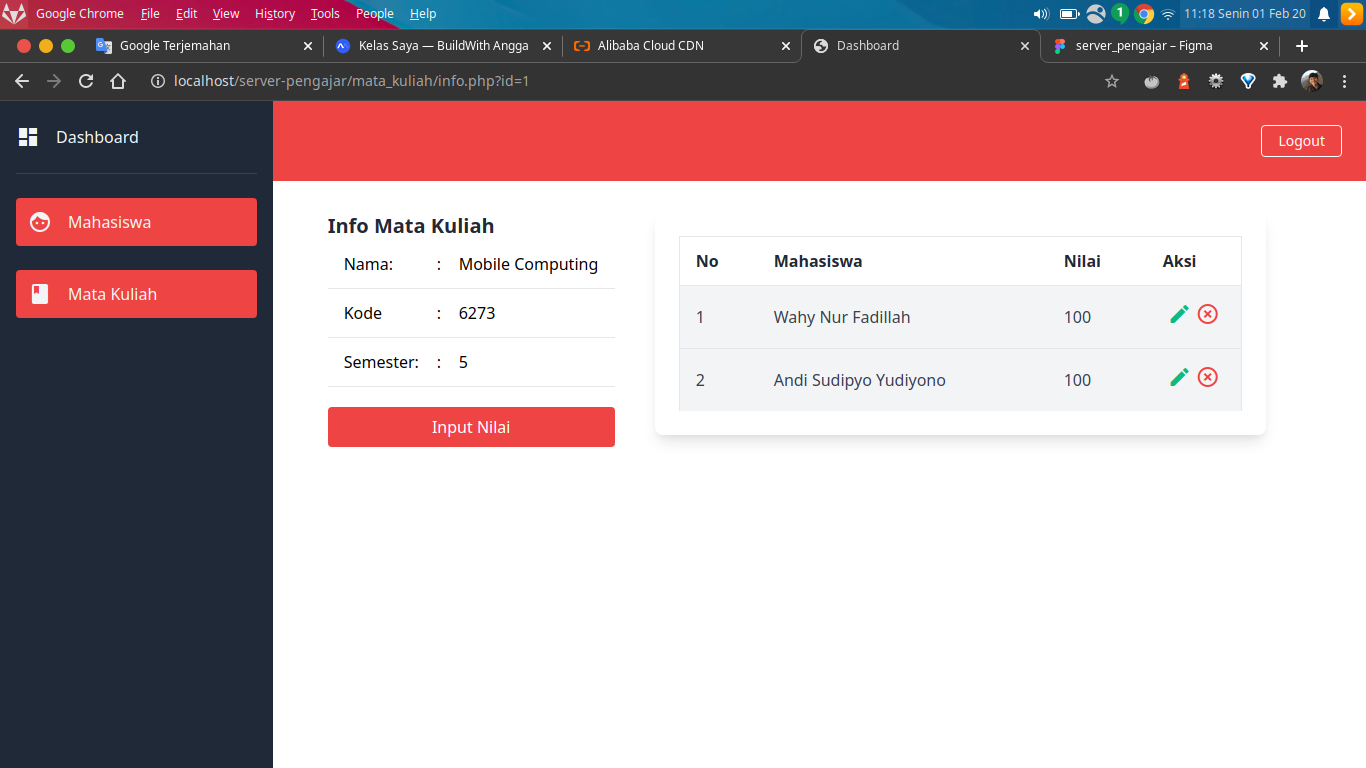 Google Chrome File Edit View History Tools People Help 1 11:18 Senin 01 Feb 20
Google Terjemahan Kelas Saya — BuildWith Angga Alibaba Cloud CDN Dashboard server_pengajar – Figma
localhost/server-pengajar/mata_kuliah/info.php?id=1
Dashboard
Logout
Mahasiswa
Mata Kuliah
Info Mata Kuliah
Nama: : Mobile Computing
Kode : 6273
Semester: : 5
Input Nilai
No Mahasiswa Nilai Aksi
1 Wahy Nur Fadillah 100
2 Andi Sudipyo Yudiyono 100